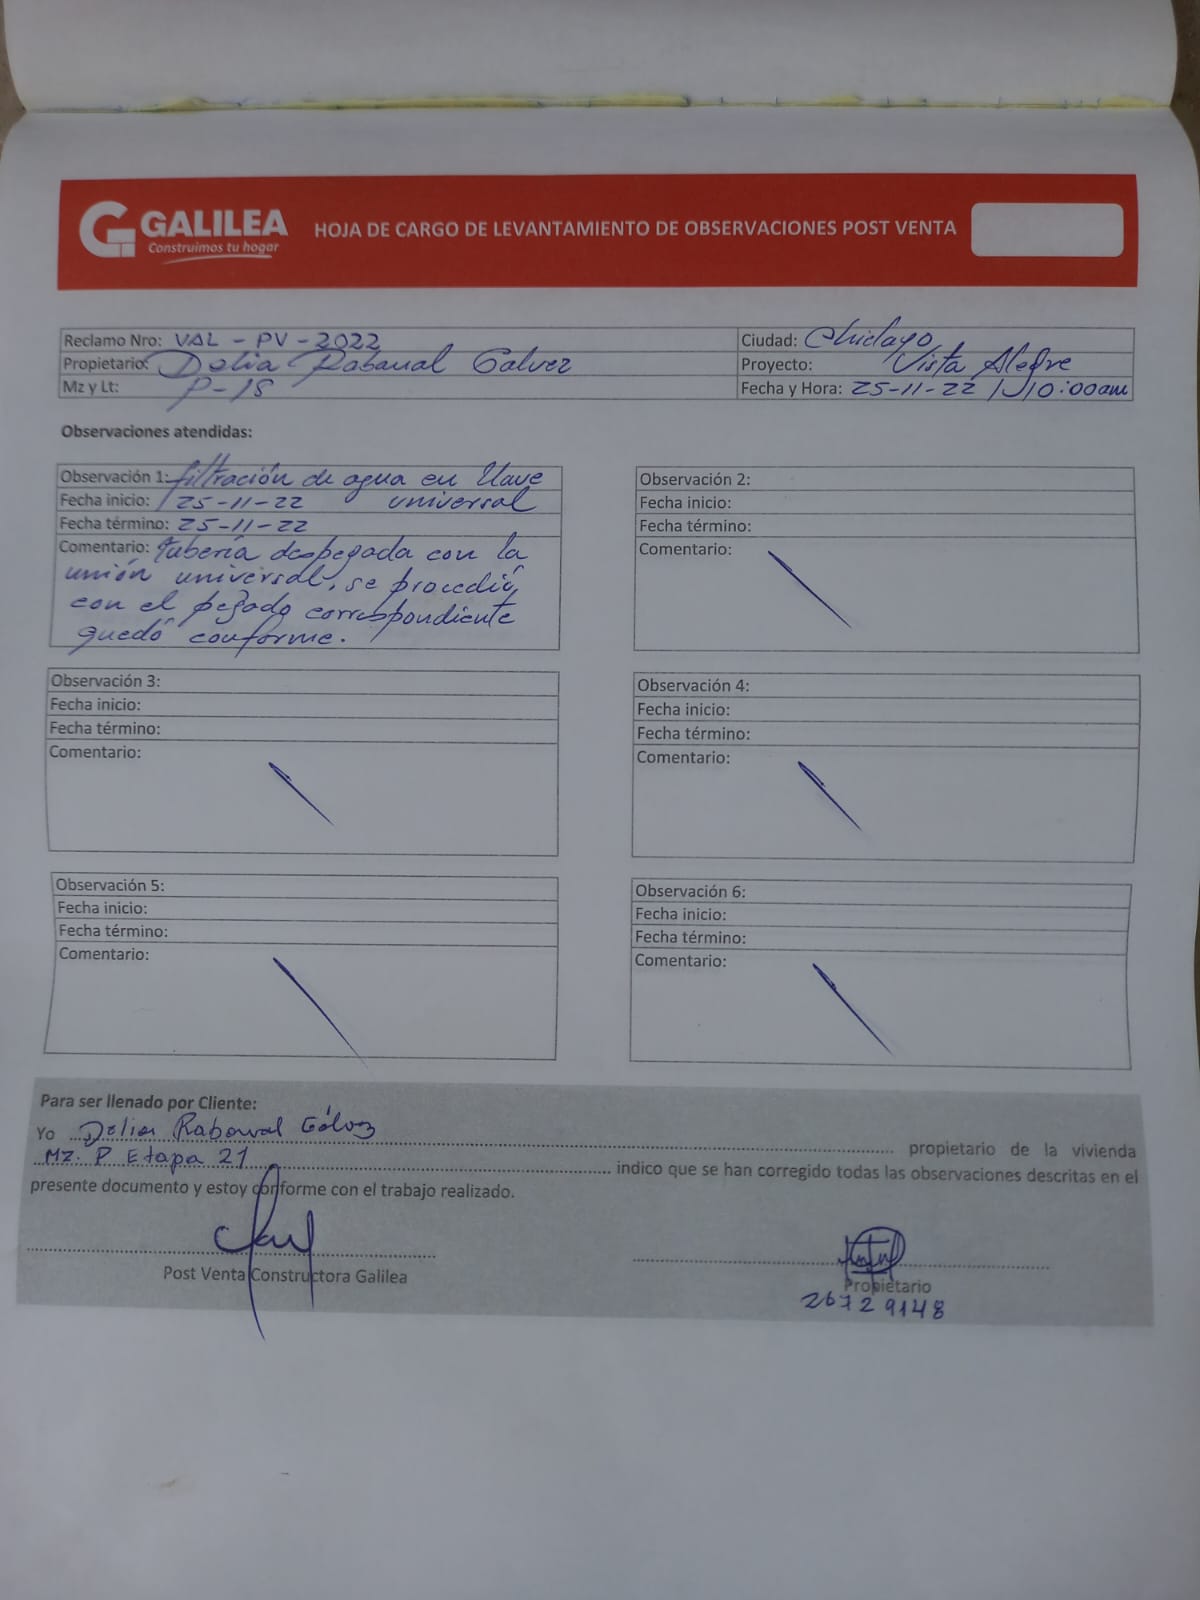 GALILEA
Construimos tu hogar
HOJA DE CARGO DE LEVANTAMIENTO DE OBSERVACIONES POST VENTA
Reclamo Nro: VAL - PV - 2022
Ciudad: Chiclayo
Propietario: Delia Rabanal Galvez
Proyecto: Vista Alegre
Mz y Lt: P-15
Fecha y Hora: 25-11-22 / 10:00am
Observaciones atendidas:
Observación 1: filtración de agua en llave
universal
Fecha inicio: 25-11-22
Fecha término: 25-11-22
Comentario: tubería despegada con la
unión universal, se procedió
con el pegado correspondiente
quedó conforme.
Observación 2:
Fecha inicio:
Fecha término:
Comentario:
Observación 3:
Fecha inicio:
Fecha término:
Comentario:
Observación 4:
Fecha inicio:
Fecha término:
Comentario:
Observación 5:
Fecha inicio:
Fecha término:
Comentario:
Observación 6:
Fecha inicio:
Fecha término:
Comentario:
Para ser llenado por Cliente:
Yo Delia Rabanal Gálvez propietario de la vivienda
Mz. P Etapa 21 indico que se han corregido todas las observaciones descritas en el
presente documento y estoy conforme con el trabajo realizado.
Post Venta Constructora Galilea
Propietario
26729148